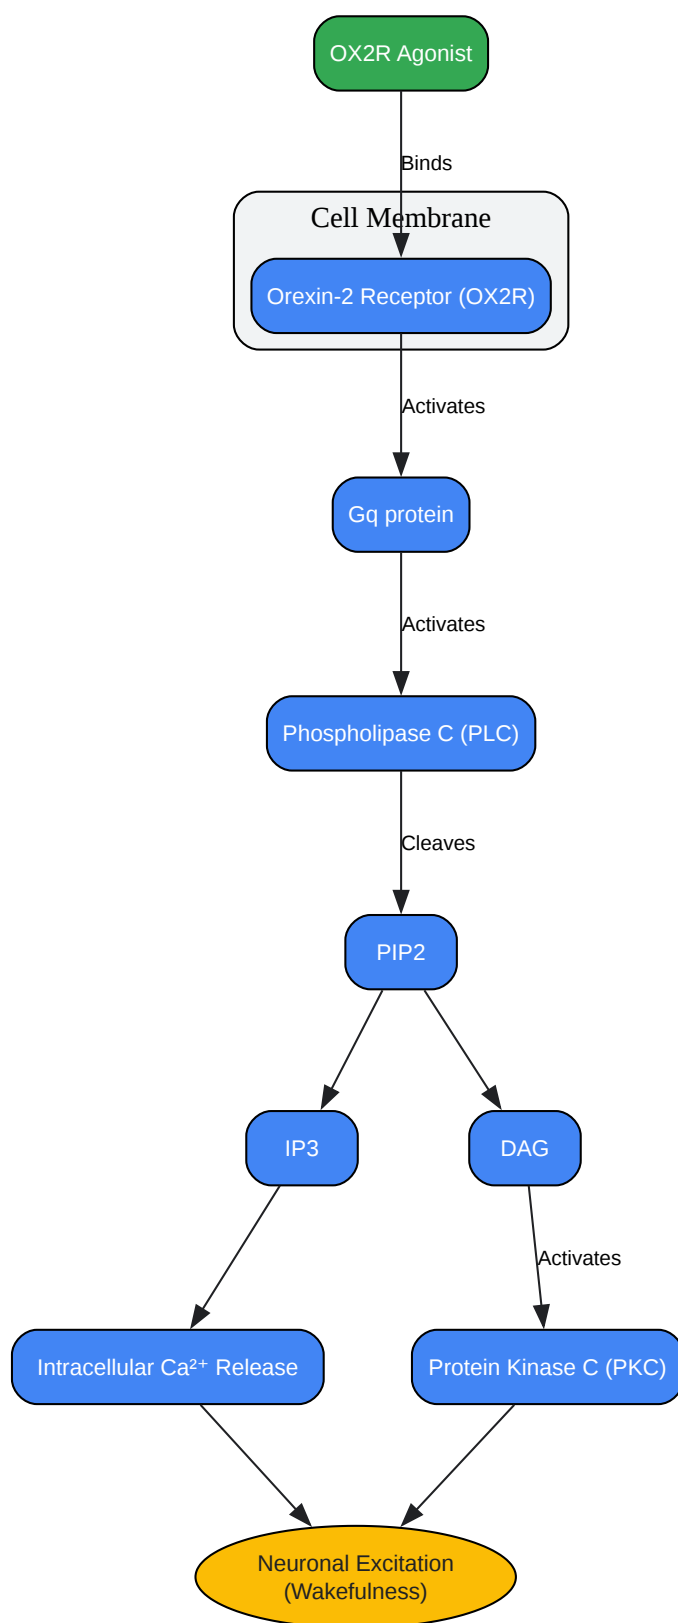 OX2R Agonist
Binds
Cell Membrane
Orexin-2 Receptor (OX2R)
Activates
Gq protein
Activates
Phospholipase C (PLC)
Cleaves
PIP2
IP3
DAG
Activates
Intracellular Ca²⁺ Release
Protein Kinase C (PKC)
Neuronal Excitation
(Wakefulness)